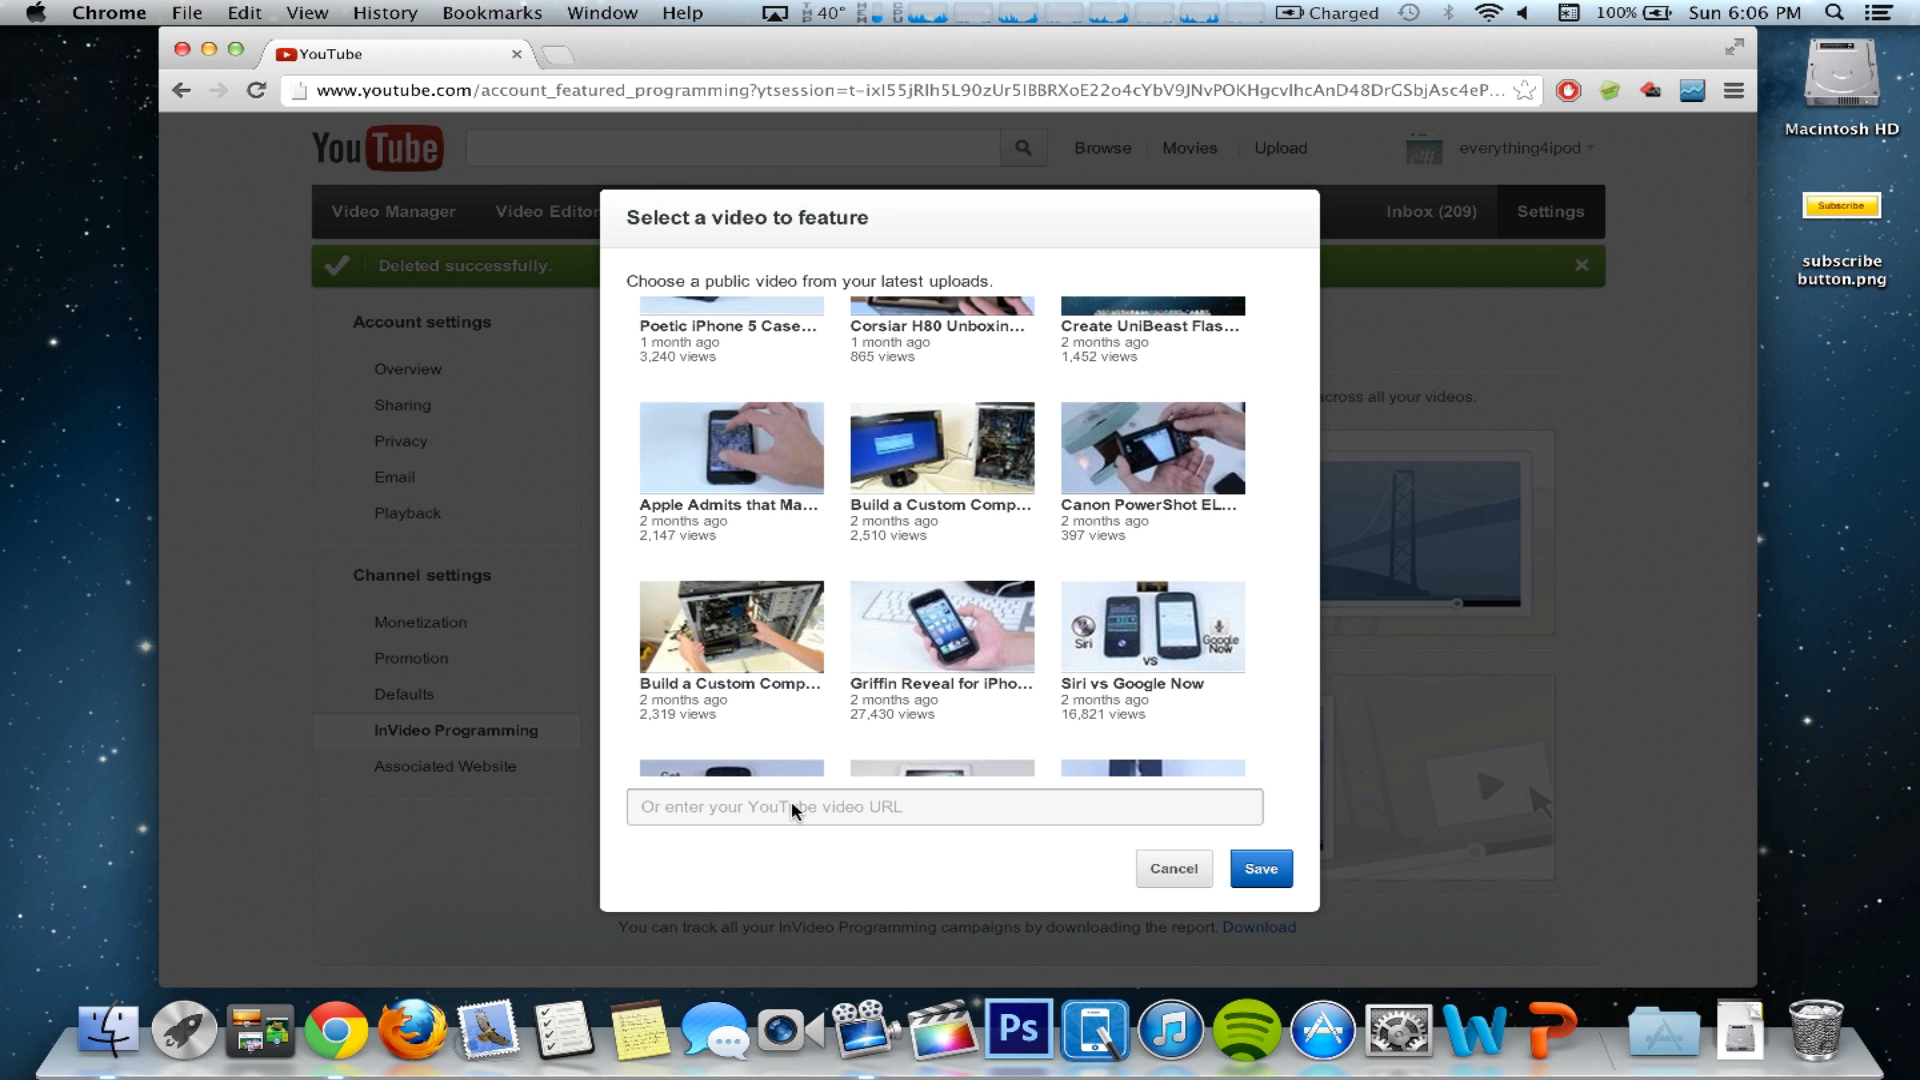 Chrome File Edit View History Bookmarks Window Help 40° Charged 100% Sun 6:06 PM
YouTube
www.youtube.com/account_featured_programming?ytsession=t-ixl55jRlh5L90zUr5lBBRXoE22o4cYbV9JNvPOKHgcvlhcAnD48DrGSbjAsc4eP...
Macintosh HD
YouTube Browse Movies Upload everything4ipod
Video Manager Video Editor Inbox (209) Settings
Subscribe
subscribe
button.png
Deleted successfully.
Select a video to feature
Choose a public video from your latest uploads.
Account settings
Overview
Sharing
Privacy
Email
Playback
Channel settings
Monetization
Promotion
Defaults
InVideo Programming
Associated Website
Poetic iPhone 5 Case... Corsiar H80 Unboxin... Create UniBeast Flas...
1 month ago 1 month ago 2 months ago
3,240 views 865 views 1,452 views
across all your videos.
Apple Admits that Ma... Build a Custom Comp... Canon PowerShot EL...
2 months ago 2 months ago 2 months ago
2,147 views 2,510 views 397 views
Siri Google
Now
vs
Build a Custom Comp... Griffin Reveal for iPho... Siri vs Google Now
2 months ago 2 months ago 2 months ago
2,319 views 27,430 views 16,821 views
Or enter your YouTube video URL
Cancel Save
You can track all your InVideo Programming campaigns by downloading the report. Download
Ps